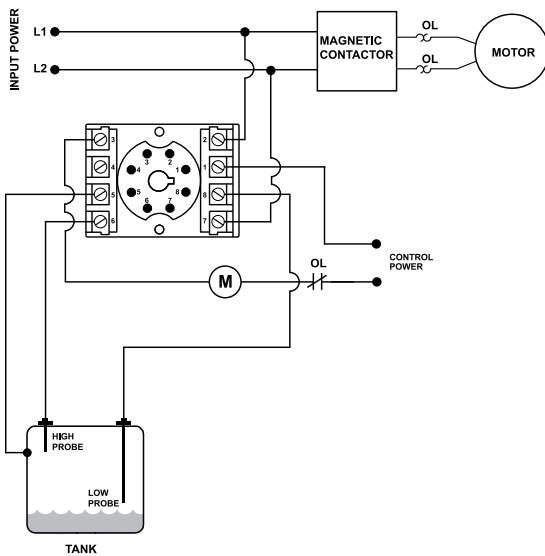 INPUT POWER
L1
L2
MAGNETIC
CONTACTOR
OL
OL
MOTOR
3
4
5
6
3
2
4
1
5
8
6
7
2
1
8
7
CONTROL
POWER
M
OL
HIGH
PROBE
LOW
PROBE
TANK